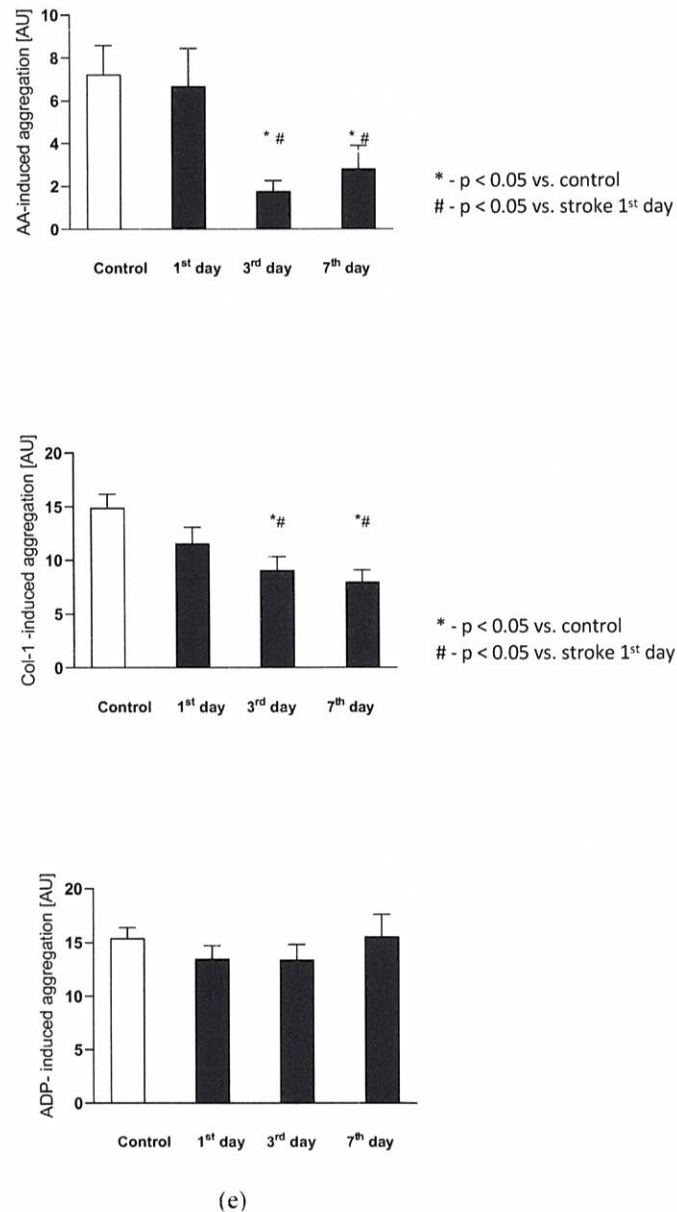 AA-induced aggregation [AU]
10
8
6
4
2
0
* #
* #
Control 1st day 3rd day 7th day
* - p < 0.05 vs. control
# - p < 0.05 vs. stroke 1st day
Col-1 -induced aggregation [AU]
20
15
10
5
0
*#
*#
Control 1st day 3rd day 7th day
* - p < 0.05 vs. control
# - p < 0.05 vs. stroke 1st day
ADP- induced aggregation [AU]
20
15
10
5
0
Control 1st day 3rd day 7th day
(e)